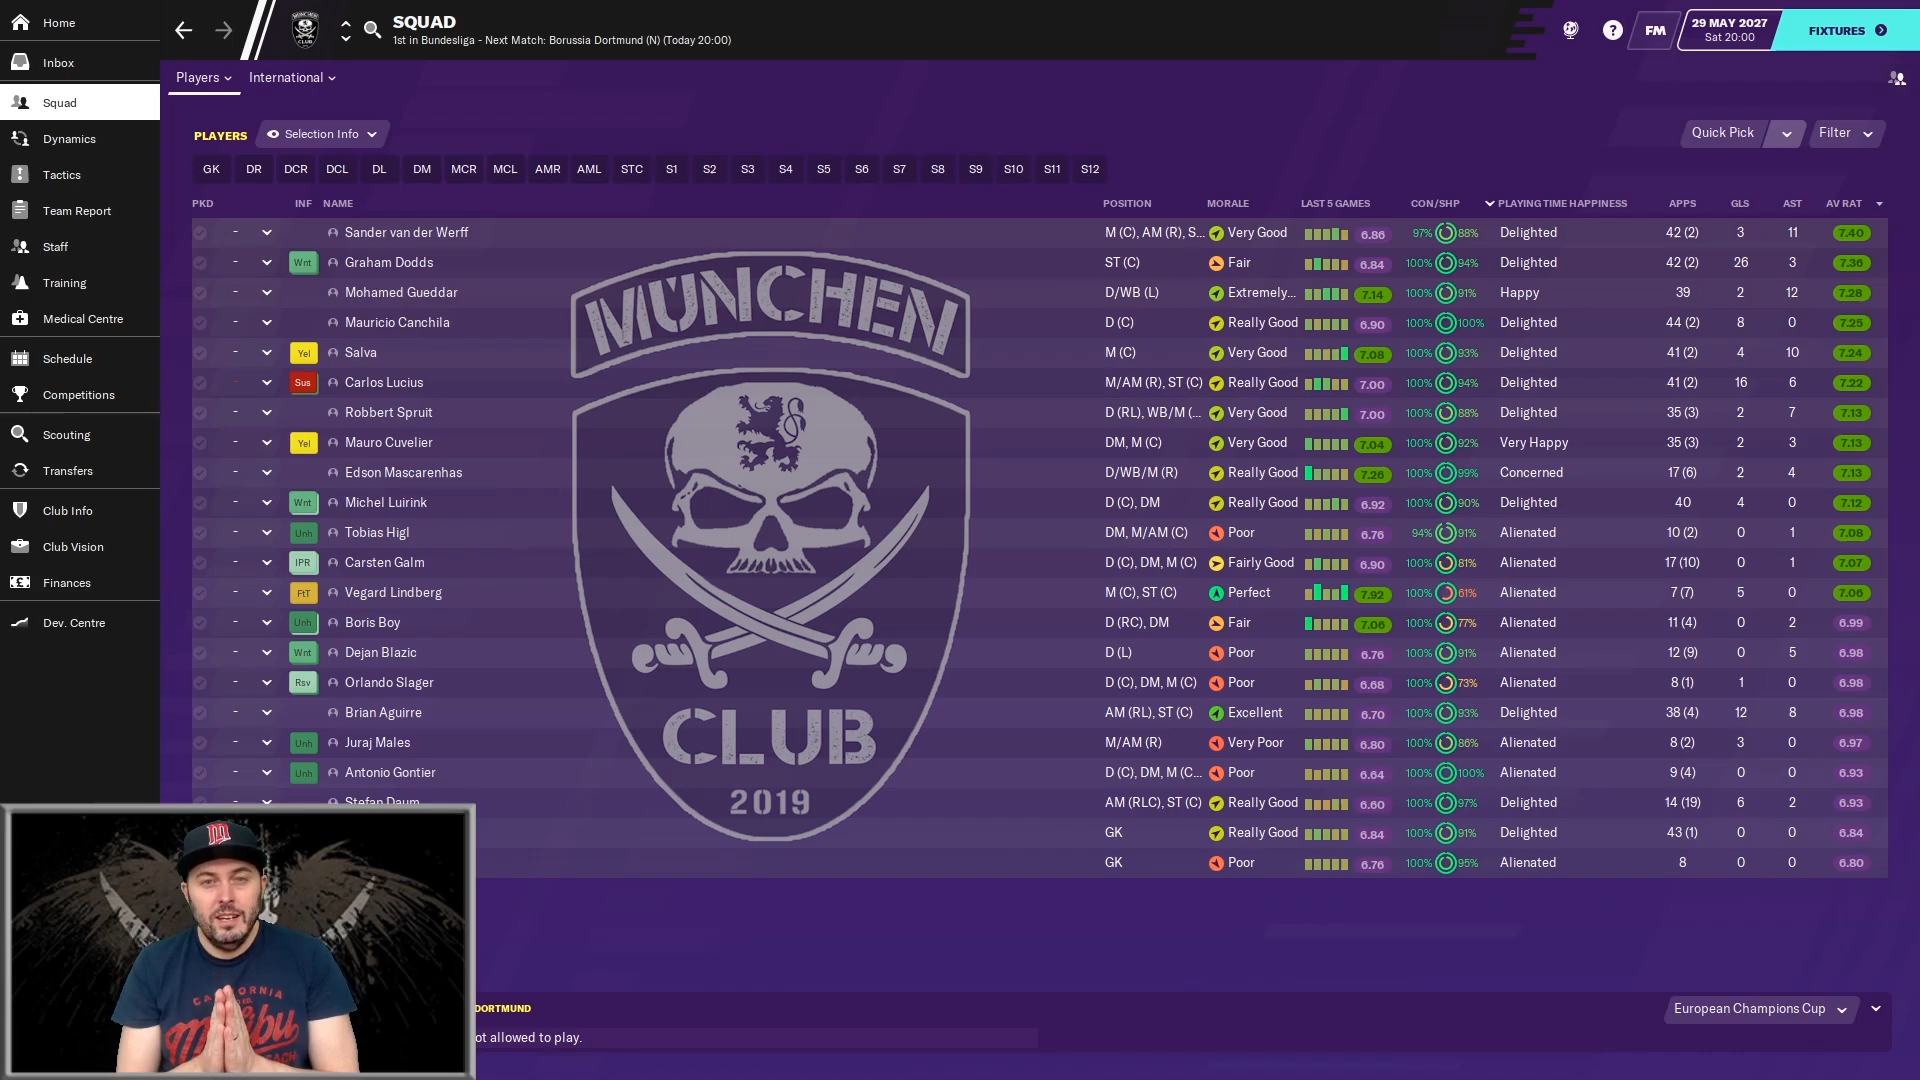 Home
Inbox
Squad
Dynamics
Tactics
Team Report
Staff
Training
Medical Centre
Schedule
Competitions
Scouting
Transfers
Club Info
Club Vision
Finances
Dev. Centre
SQUAD
1st in Bundesliga - Next Match: Borussia Dortmund (N) (Today 20:00)
FM
29 MAY 2027
Sat 20:00
FIXTURES
Players International
PLAYERS Selection Info
Quick Pick Filter
GK DR DCR DCL DL DM MCR MCL AMR AML STC S1 S2 S3 S4 S5 S6 S7 S8 S9 S10 S11 S12
PKD INF NAME POSITION MORALE LAST 5 GAMES CON/SHP PLAYING TIME HAPPINESS APPS GLS AST AV RAT
- Sander van der Werff M (C), AM (R), S... Very Good 6.86 97% 88% Delighted 42 (2) 3 11 7.40
- Wnt Graham Dodds ST (C) Fair 6.84 100% 94% Delighted 42 (2) 26 3 7.36
- Mohamed Gueddar D/WB (L) Extremely... 7.14 100% 91% Happy 39 2 12 7.28
- Mauricio Canchila D (C) Really Good 6.90 100% 100% Delighted 44 (2) 8 0 7.25
- Yel Salva M (C) Very Good 7.08 100% 93% Delighted 41 (2) 4 10 7.24
- Sus Carlos Lucius M/AM (R), ST (C) Really Good 7.00 100% 94% Delighted 41 (2) 16 6 7.22
- Robbert Spruit D (RL), WB/M (... Very Good 7.00 100% 88% Delighted 35 (3) 2 7 7.13
- Yel Mauro Cuvelier DM, M (C) Very Good 7.04 100% 92% Very Happy 35 (3) 2 3 7.13
- Edson Mascarenhas D/WB/M (R) Really Good 7.26 100% 99% Concerned 17 (6) 2 4 7.13
- Wnt Michel Luirink D (C), DM Really Good 6.92 100% 90% Delighted 40 4 0 7.12
- Unh Tobias Higl DM, M/AM (C) Poor 6.76 94% 91% Alienated 10 (2) 0 1 7.08
- IPR Carsten Galm D (C), DM, M (C) Fairly Good 6.90 100% 81% Alienated 17 (10) 0 1 7.07
- FtT Vegard Lindberg M (C), ST (C) Perfect 7.92 100% 61% Alienated 7 (7) 5 0 7.06
- Unh Boris Boy D (RC), DM Fair 7.06 100% 77% Alienated 11 (4) 0 2 6.99
- Wnt Dejan Blazic D (L) Poor 6.76 100% 91% Alienated 12 (9) 0 5 6.98
- Rsv Orlando Slager D (C), DM, M (C) Poor 6.68 100% 73% Alienated 8 (1) 1 0 6.98
- Brian Aguirre AM (RL), ST (C) Excellent 6.70 100% 93% Delighted 38 (4) 12 8 6.98
- Unh Juraj Males M/AM (R) Very Poor 6.80 100% 86% Alienated 8 (2) 3 0 6.97
- Unh Antonio Gontier D (C), DM, M (C... Poor 6.64 100% 100% Alienated 9 (4) 0 0 6.93
- Stefan Daum AM (RLC), ST (C) Really Good 6.60 100% 97% Delighted 14 (19) 6 2 6.93
GK Really Good 6.84 100% 91% Delighted 43 (1) 0 0 6.84
GK Poor 6.76 100% 95% Alienated 8 0 0 6.80
MÜNCHEN
CLUB
2019
DORTMUND
ot allowed to play.
European Champions Cup
CALIFORNIA
Malibu